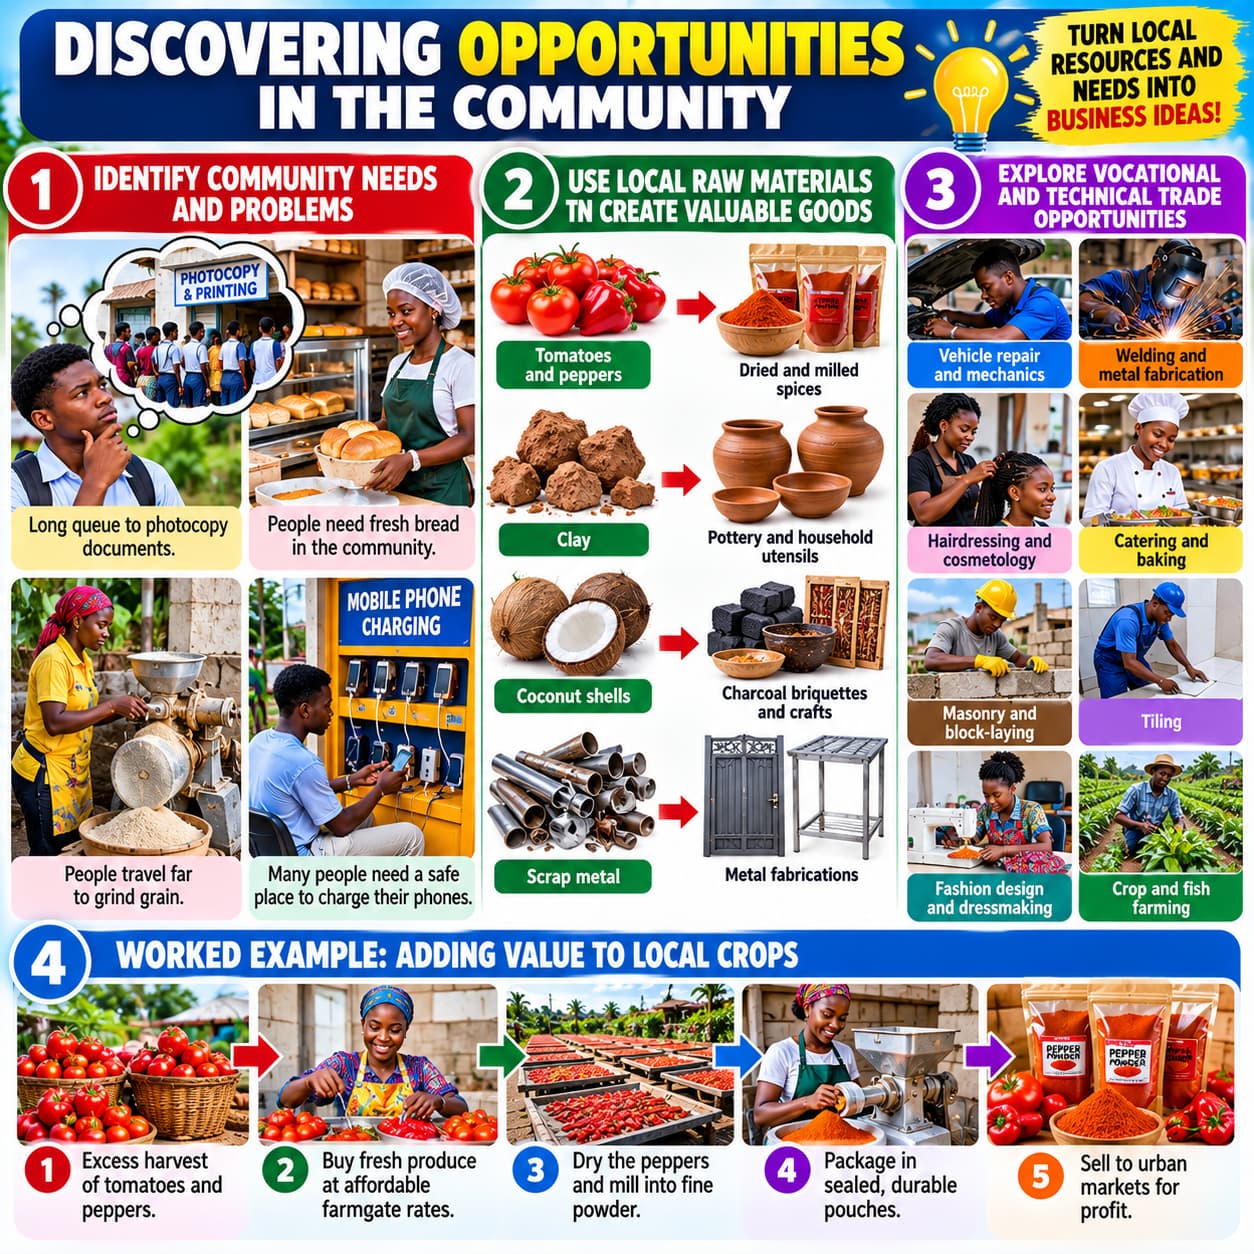 DISCOVERING OPPORTUNITIES
IN THE COMMUNITY
TURN LOCAL
RESOURCES AND
NEEDS INTO
BUSINESS IDEAS!
1
IDENTIFY COMMUNITY NEEDS
AND PROBLEMS
PHOTOCOPY
& PRINTING
Long queue to photocopy
documents.
People need fresh bread
in the community.
MOBILE PHONE
CHARGING
People travel far
to grind grain.
Many people need a safe
place to charge their phones.
2
USE LOCAL RAW MATERIALS
TN CREATE VALUABLE GOODS
Tomatoes
and peppers
Dried and milled
spices
Clay
Pottery and household
utensils
Coconut shells
Charcoal briquettes
and crafts
Scrap metal
Metal fabrications
3
EXPLORE VOCATIONAL
AND TECHNICAL TRADE
OPPORTUNITIES
Vehicle repair
and mechanics
Welding and
metal fabrication
Hairdressing and
cosmetology
Catering and
baking
Masonry and
block-laying
Tiling
Fashion design
and dressmaking
Crop and fish
farming
4
WORKED EXAMPLE: ADDING VALUE TO LOCAL CROPS
1
Excess harvest
of tomatoes and
peppers.
2
Buy fresh produce
at affordable
farmgate rates.
3
Dry the peppers
and mill into fine
powder.
4
Package in
sealed, durable
pouches.
PEPPER
POWDER
PEPPER
POWDER
5
Sell to urban
markets for
profit.